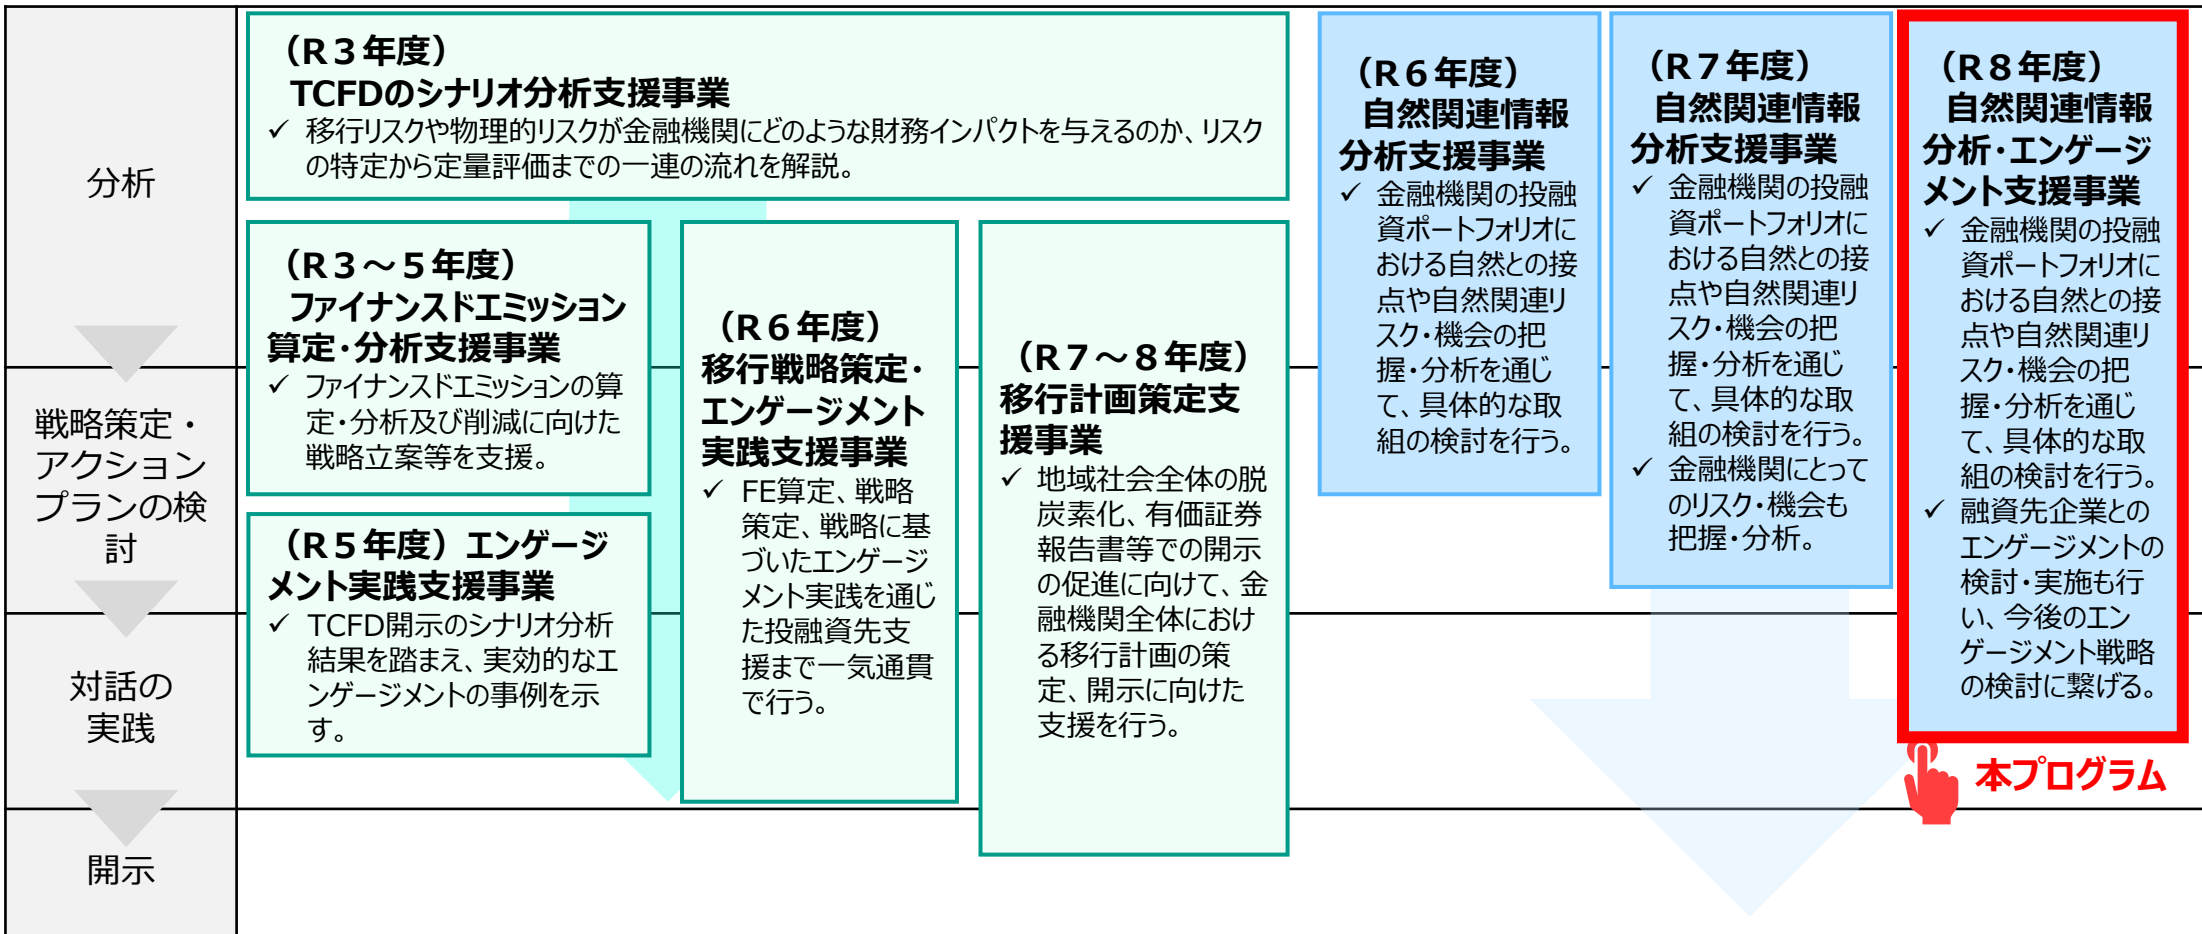 分析
戦略策定・
アクション
プランの検
討
対話の
実践
開示
（R３年度）
TCFDのシナリオ分析支援事業
✓ 移行リスクや物理的リスクが金融機関にどのような財務インパクトを与えるのか、リスク
の特定から定量評価までの一連の流れを解説。
（R３～５年度）
ファイナンスドエミッション
算定・分析支援事業
✓ ファイナンスドエミッションの算
定・分析及び削減に向けた
戦略立案等を支援。
（R５年度）エンゲージ
メント実践支援事業
✓ TCFD開示のシナリオ分析
結果を踏まえ、実効的なエ
ンゲージメントの事例を示
す。
（R６年度）
移行戦略策定・
エンゲージメント
実践支援事業
✓ FE算定、戦略
策定、戦略に基
づいたエンゲージ
メント実践を通じ
た投融資先支
援まで一気通貫
で行う。
（R７～８年度）
移行計画策定支
援事業
✓ 地域社会全体の脱
炭素化、有価証券
報告書等での開示
の促進に向けて、金
融機関全体におけ
る移行計画の策
定、開示に向けた
支援を行う。
（R６年度）
自然関連情報
分析支援事業
✓ 金融機関の投融
資ポートフォリオに
おける自然との接
点や自然関連リ
スク・機会の把
握・分析を通じ
て、具体的な取
組の検討を行う。
（R７年度）
自然関連情報
分析支援事業
✓ 金融機関の投融
資ポートフォリオに
おける自然との接
点や自然関連リ
スク・機会の把
握・分析を通じ
て、具体的な取
組の検討を行う。
✓ 金融機関にとって
のリスク・機会も
把握・分析。
（R８年度）
自然関連情報
分析・エンゲージ
メント支援事業
✓ 金融機関の投融
資ポートフォリオに
おける自然との接
点や自然関連リ
スク・機会の把
握・分析を通じ
て、具体的な取
組の検討を行う。
✓ 融資先企業との
エンゲージメントの
検討・実施も行
い、今後のエン
ゲージメント戦略
の検討に繋げる。
本プログラム